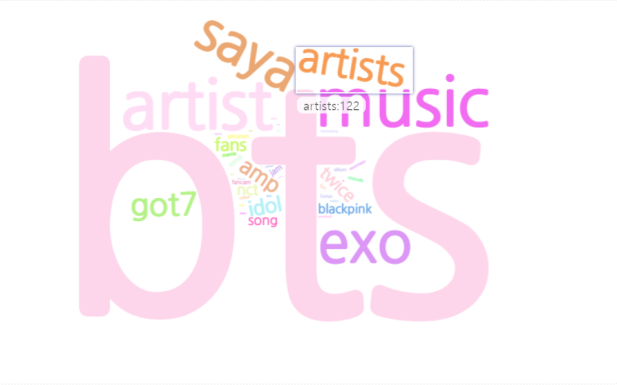 saya
artists
artist
music
artists:122
bts
fans
amp
twice
nct
got7
idol
blackpink
song
exo